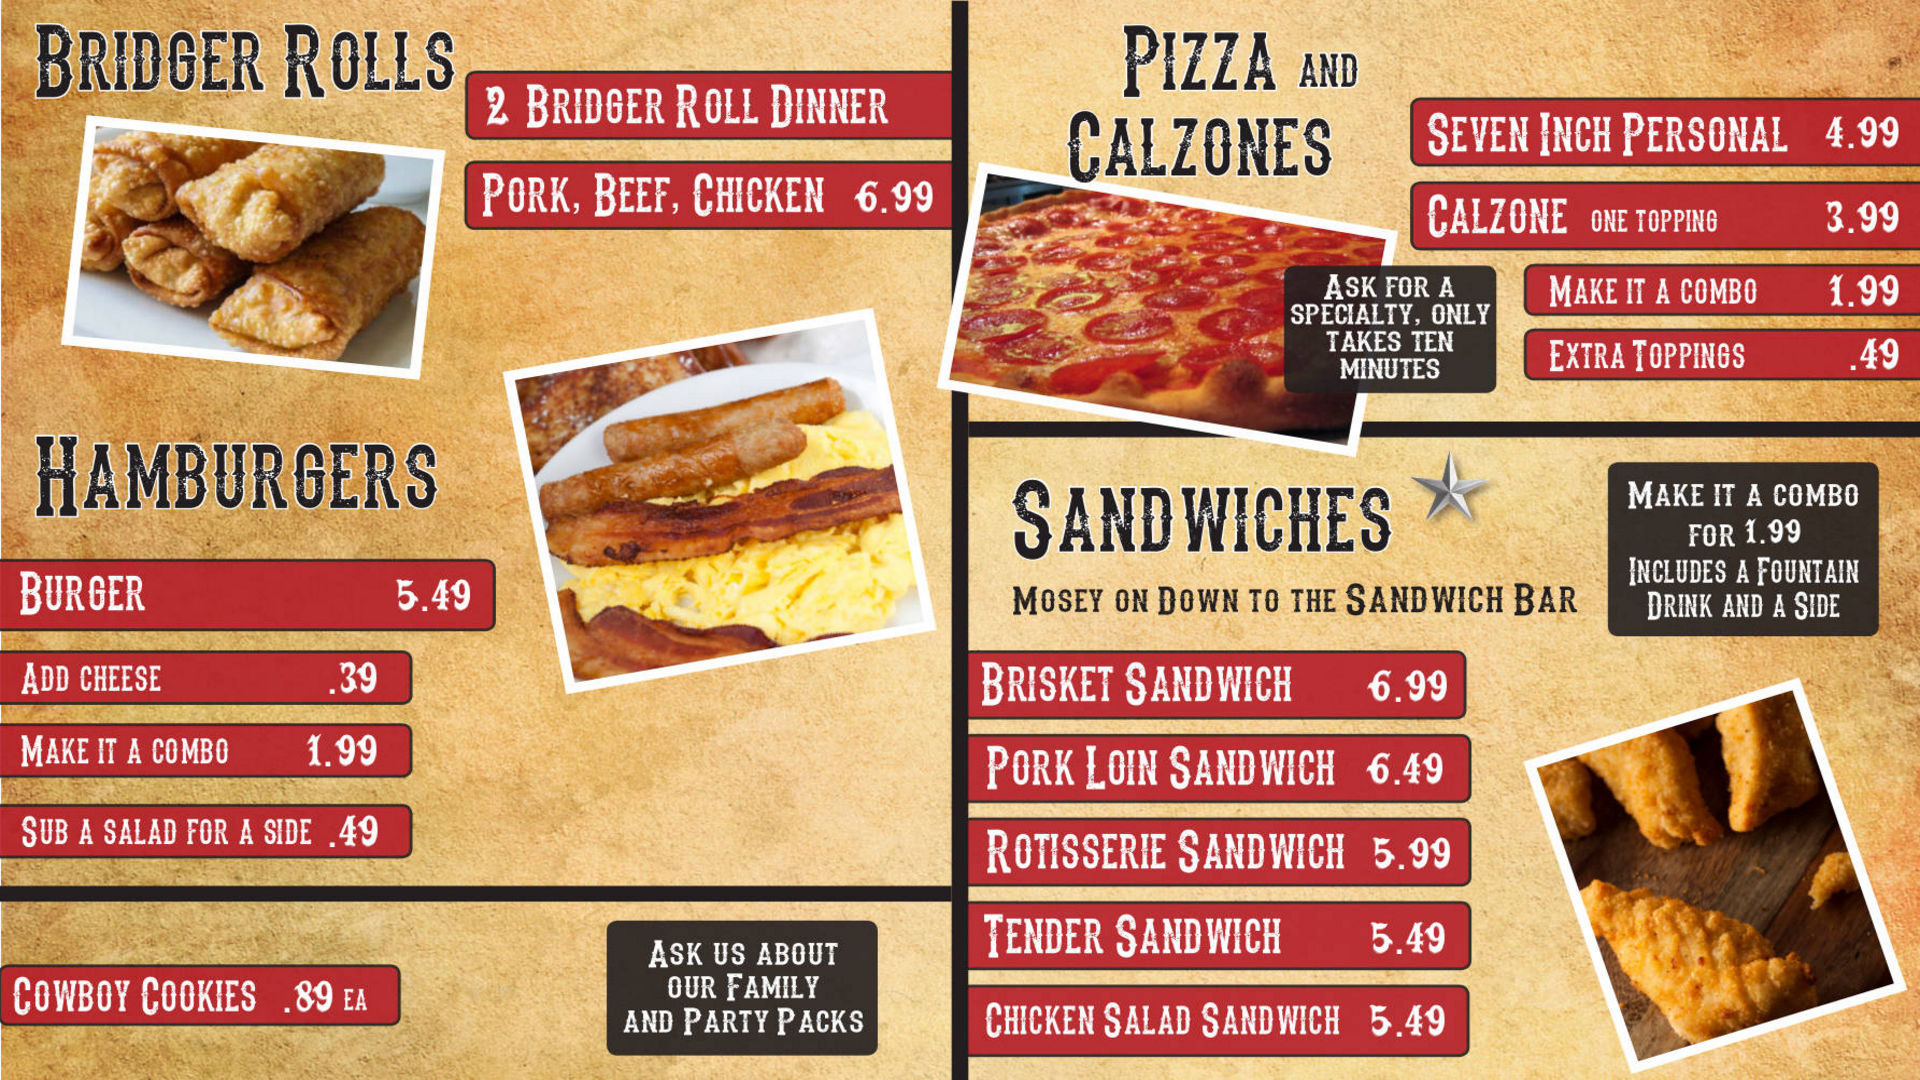 Bridger Rolls
2 Bridger Roll Dinner
Pork, Beef, Chicken 6.99
Hamburgers
Burger 5.49
Add cheese .39
Make it a combo 1.99
Sub a salad for a side .49
Cowboy Cookies .89 ea
Ask us about
our Family
and Party Packs
Pizza and
Calzones
Seven Inch Personal 4.99
Calzone one topping 3.99
Make it a combo 1.99
Extra Toppings .49
Ask for a
specialty, only
takes ten
minutes
Sandwiches
Mosey on Down to the Sandwich Bar
Make it a combo
for 1.99
Includes a Fountain
Drink and a Side
Brisket Sandwich 6.99
Pork Loin Sandwich 6.49
Rotisserie Sandwich 5.99
Tender Sandwich 5.49
Chicken Salad Sandwich 5.49